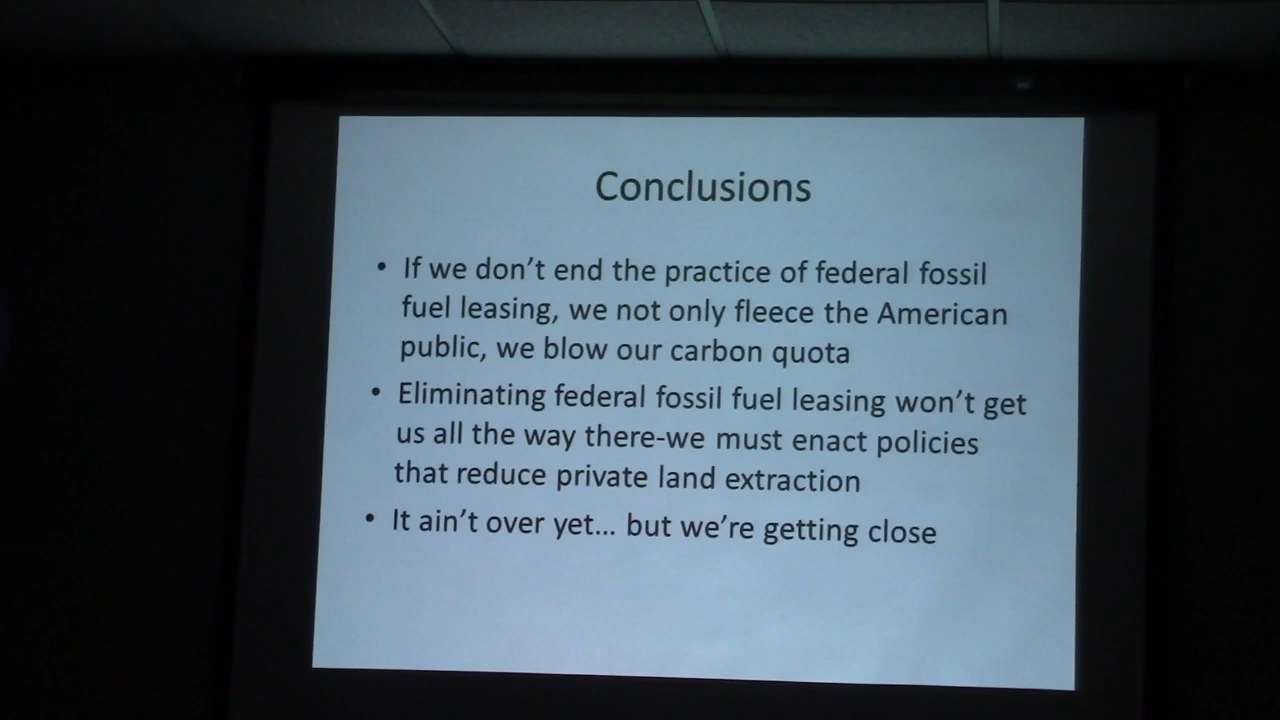 Conclusions
• If we don’t end the practice of federal fossil
fuel leasing, we not only fleece the American
public, we blow our carbon quota
• Eliminating federal fossil fuel leasing won’t get
us all the way there-we must enact policies
that reduce private land extraction
• It ain’t over yet... but we’re getting close